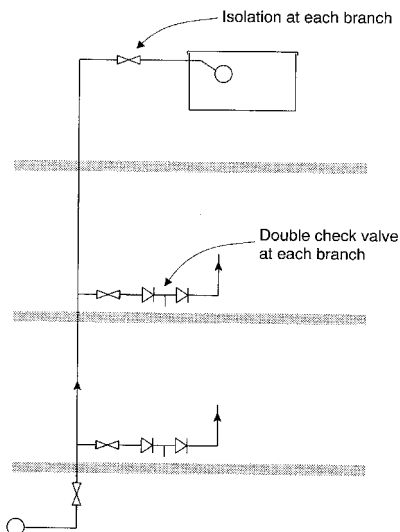 Isolation at each branch
Double check valve
at each branch